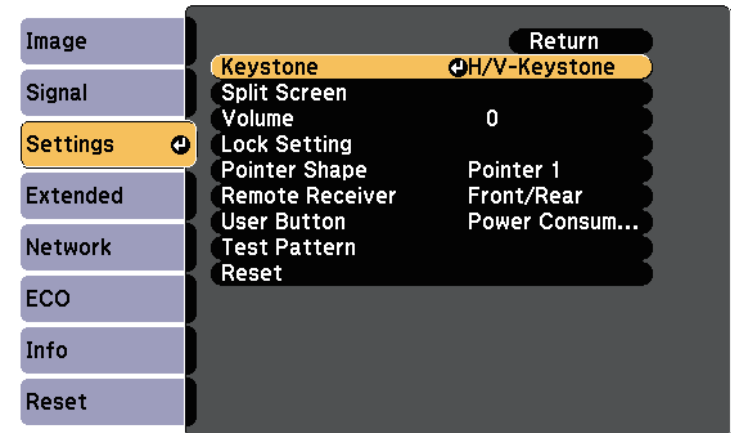 Image
Signal
Settings
Extended
Network
ECO
Info
Reset
Return
Keystone H/V-Keystone
Split Screen
Volume 0
Lock Setting
Pointer Shape Pointer 1
Remote Receiver Front/Rear
User Button Power Consum...
Test Pattern
Reset